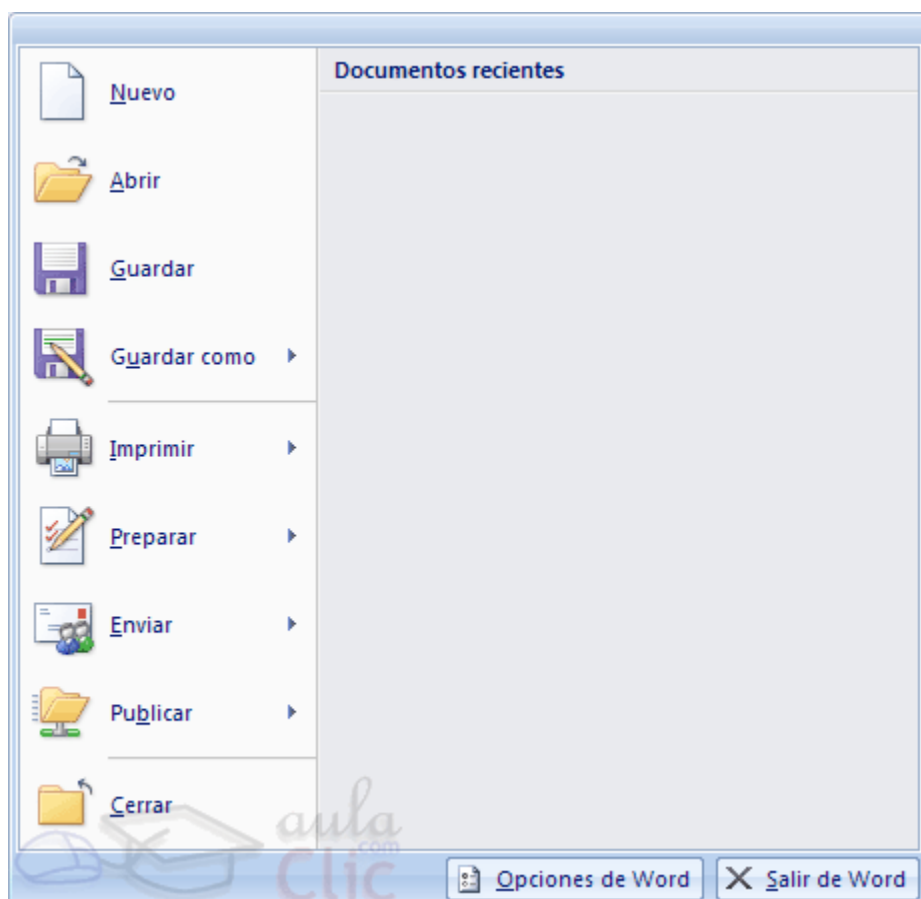 Documentos recientes
Nuevo
Abrir
Guardar
Guardar como
Imprimir
Preparar
Enviar
Publicar
Cerrar
aula
.com
Clic
Opciones de Word
Salir de Word